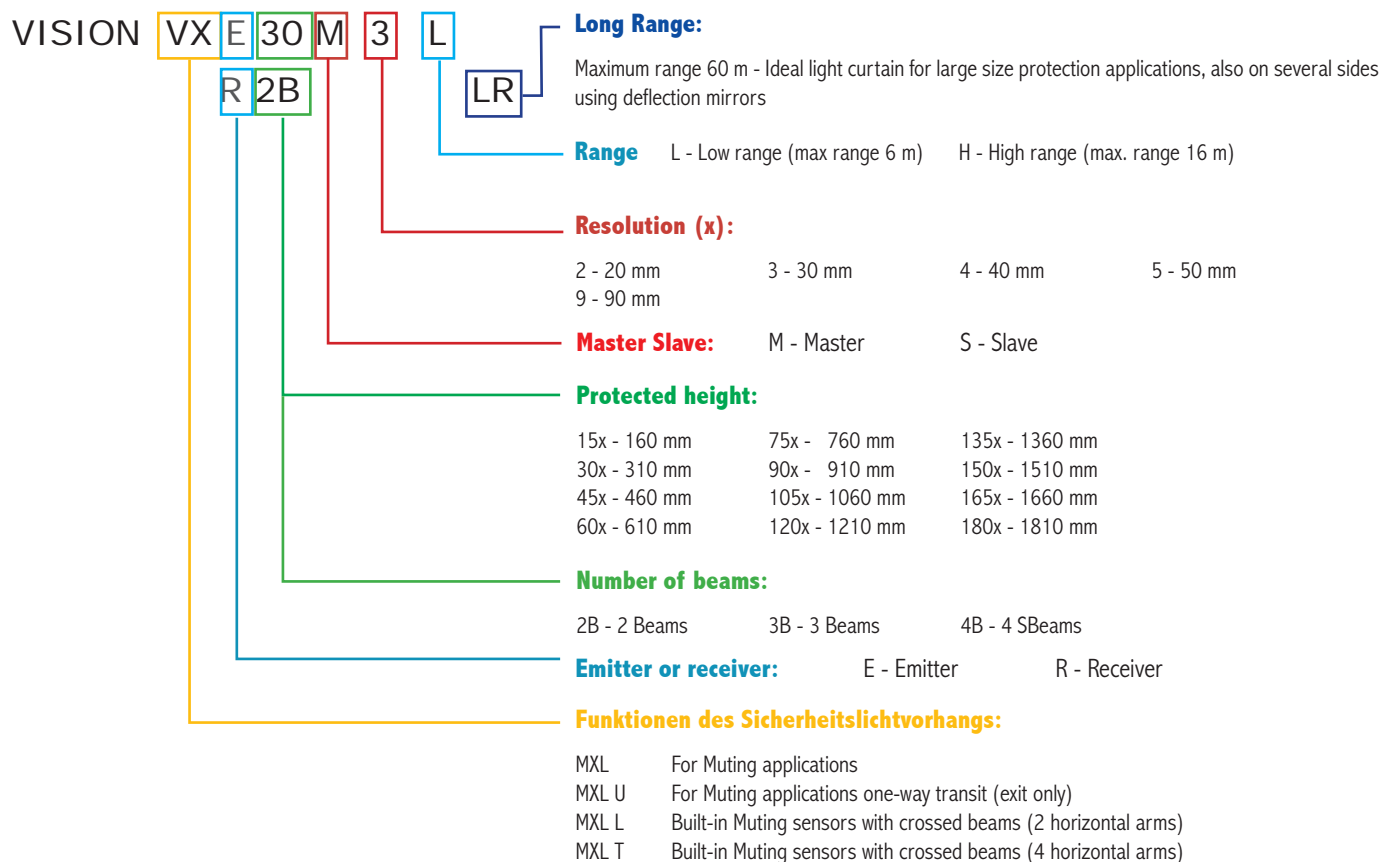 VISION VX E 30 M 3 L
R 2B LR
Long Range:
Maximum range 60 m - Ideal light curtain for large size protection applications, also on several sides
using deflection mirrors
Range L - Low range (max range 6 m) H - High range (max. range 16 m)
Resolution (x):
2 - 20 mm 3 - 30 mm 4 - 40 mm 5 - 50 mm
9 - 90 mm
Master Slave: M - Master S - Slave
Protected height:
15x - 160 mm 75x - 760 mm 135x - 1360 mm
30x - 310 mm 90x - 910 mm 150x - 1510 mm
45x - 460 mm 105x - 1060 mm 165x - 1660 mm
60x - 610 mm 120x - 1210 mm 180x - 1810 mm
Number of beams:
2B - 2 Beams 3B - 3 Beams 4B - 4 SBeams
Emitter or receiver: E - Emitter R - Receiver
Funktionen des Sicherheitslichtvorhangs:
MXL For Muting applications
MXL U For Muting applications one-way transit (exit only)
MXL L Built-in Muting sensors with crossed beams (2 horizontal arms)
MXL T Built-in Muting sensors with crossed beams (4 horizontal arms)